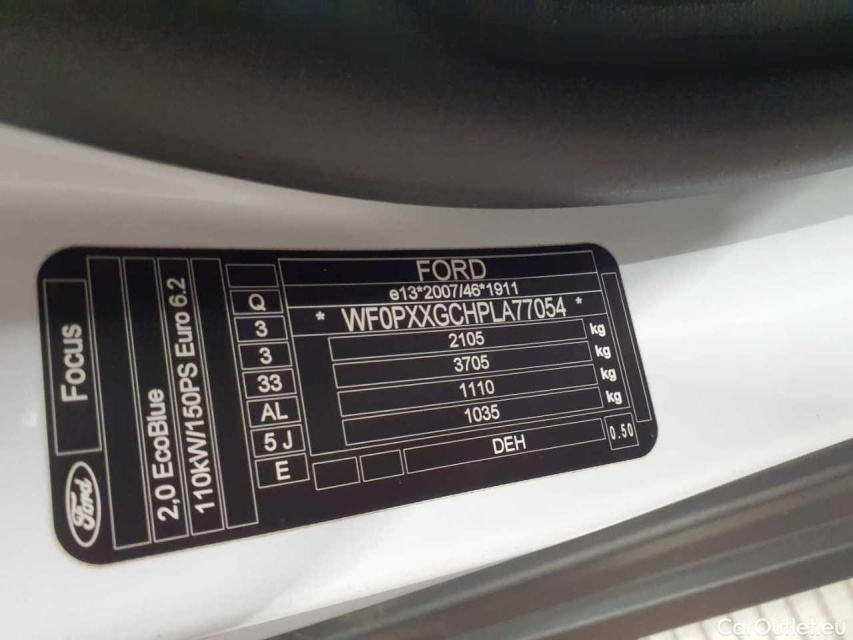 FORD
e13*2007/46*1911
* WF0PXXGCHPLA77054 *
2105 kg
3705 kg
1110 kg
1035 kg
DEH
0.50
Q
3
3
33
AL
5 J
E
Focus
Ford
2,0 EcoBlue
110kW/150PS Euro 6.2
CarOutlet.eu